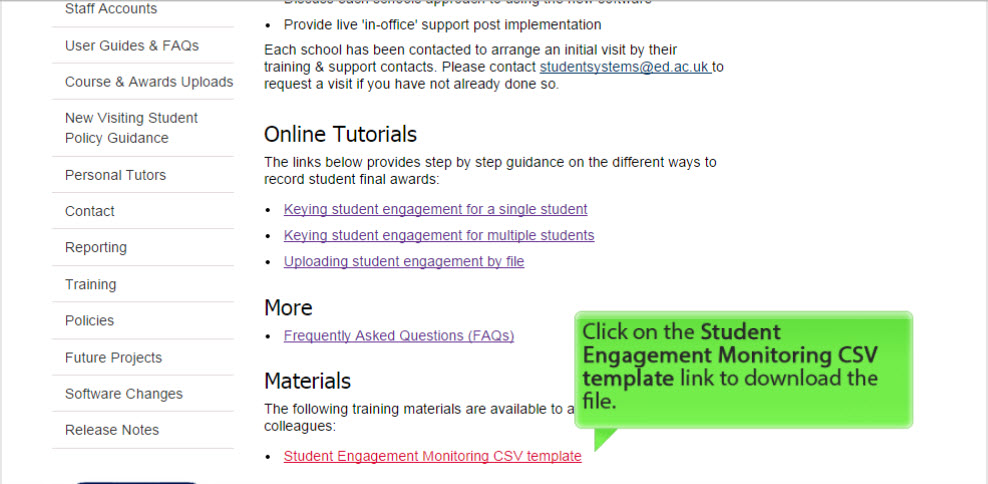 Staff Accounts
User Guides & FAQs
Course & Awards Uploads
New Visiting Student
Policy Guidance
Personal Tutors
Contact
Reporting
Training
Policies
Future Projects
Software Changes
Release Notes
Discuss each schools approach to using the new software
• Provide live 'in-office' support post implementation
Each school has been contacted to arrange an initial visit by their
training & support contacts. Please contact studentsystems@ed.ac.uk to
request a visit if you have not already done so.
Online Tutorials
The links below provides step by step guidance on the different ways to
record student final awards:
• Keying student engagement for a single student
• Keying student engagement for multiple students
• Uploading student engagement by file
More
• Frequently Asked Questions (FAQs)
Materials
The following training materials are available to a
colleagues:
• Student Engagement Monitoring CSV template
Click on the Student
Engagement Monitoring CSV
template link to download the
file.